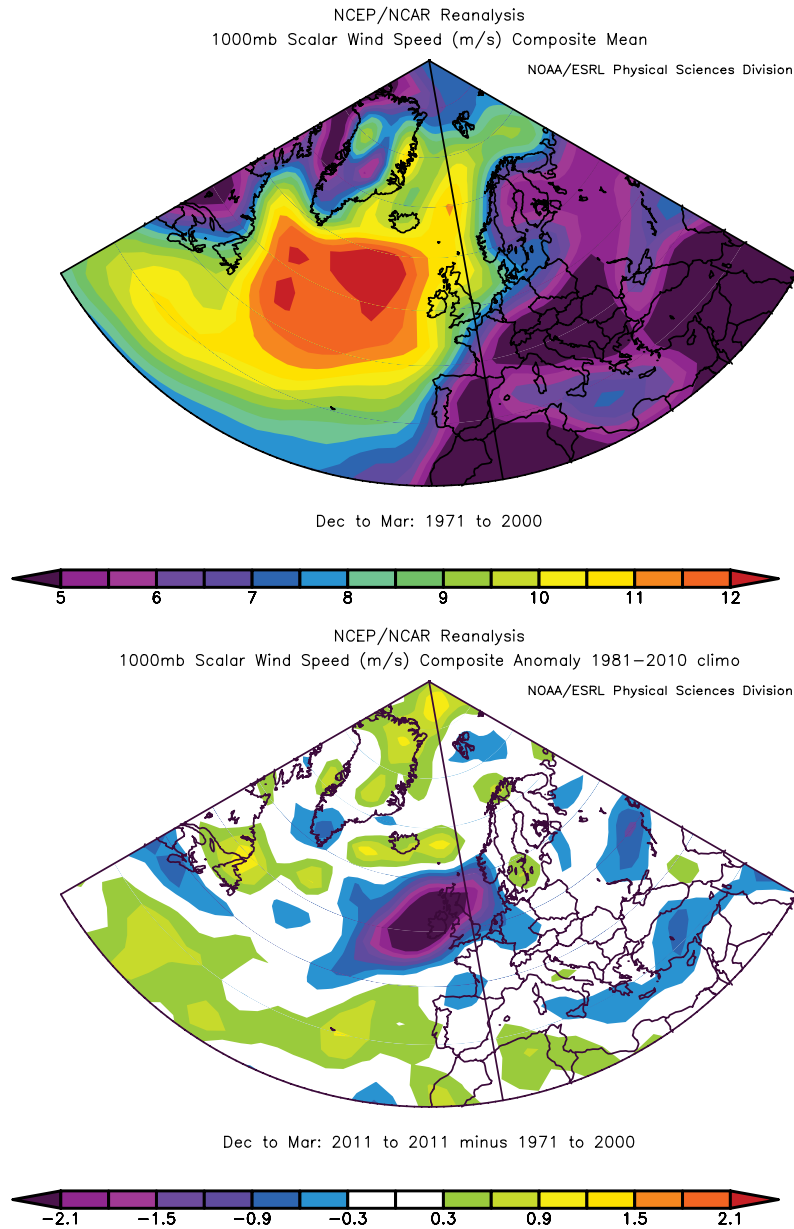 NCEP/NCAR Reanalysis
1000mb Scalar Wind Speed (m/s) Composite Mean
NOAA/ESRL Physical Sciences Division
Dec to Mar: 1971 to 2000
5 6 7 8 9 10 11 12
NCEP/NCAR Reanalysis
1000mb Scalar Wind Speed (m/s) Composite Anomaly 1981−2010 climo
NOAA/ESRL Physical Sciences Division
Dec to Mar: 2011 to 2011 minus 1971 to 2000
−2.1 −1.5 −0.9 −0.3 0.3 0.9 1.5 2.1